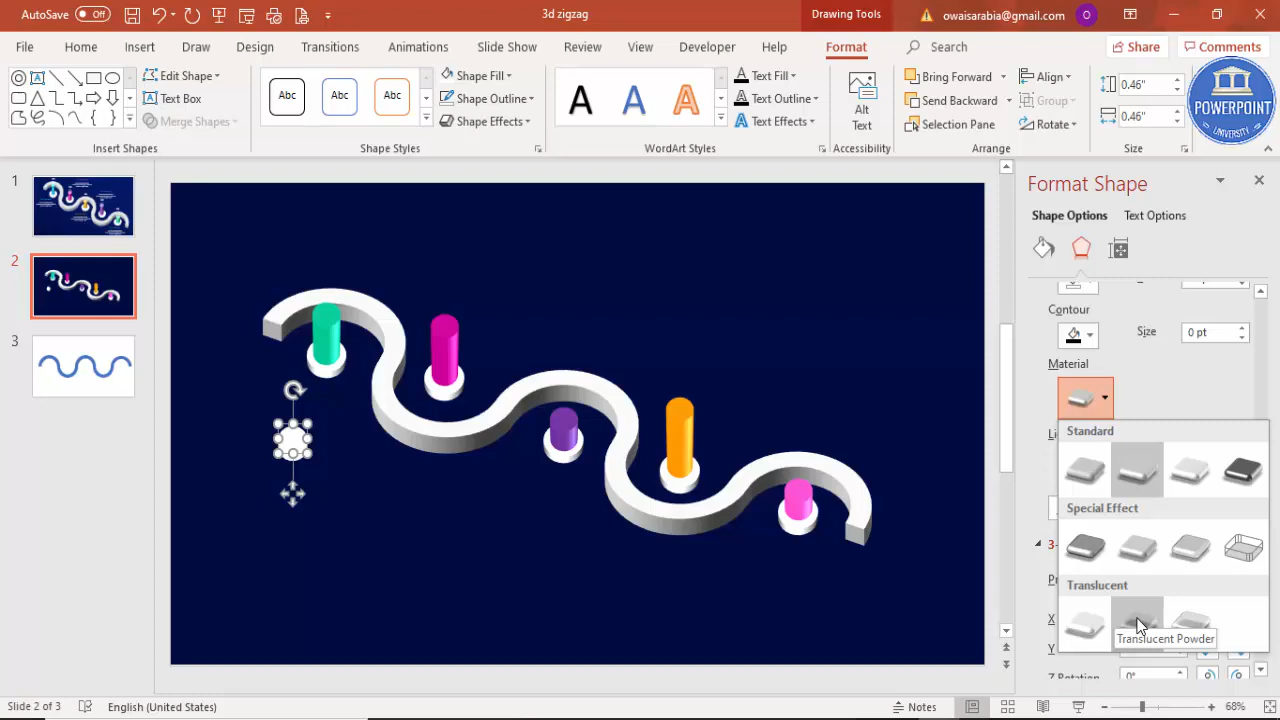 AutoSave Off
3d zigzag
Drawing Tools
owaisarabia@gmail.com O
File Home Insert Draw Design Transitions Animations Slide Show Review View Developer Help Format Search Share Comments
Edit Shape
Text Box
Merge Shapes
Insert Shapes
Abc Abc Abc
Shape Fill
Shape Outline
Shape Effects
Shape Styles
A A A
Text Fill
Text Outline
Text Effects
WordArt Styles
Alt
Text
Accessibility
Bring Forward
Send Backward
Selection Pane
Align
Group
Rotate
Arrange
0.46"
0.46"
Size
POWERPOINT
UNIVERSITY
1
2
3
Format Shape
Shape Options Text Options
Contour
Size 0 pt
Material
Standard
Special Effect
Translucent
Translucent Powder
X
Y
Z Rotation 0°
Slide 2 of 3 English (United States) Notes 68%